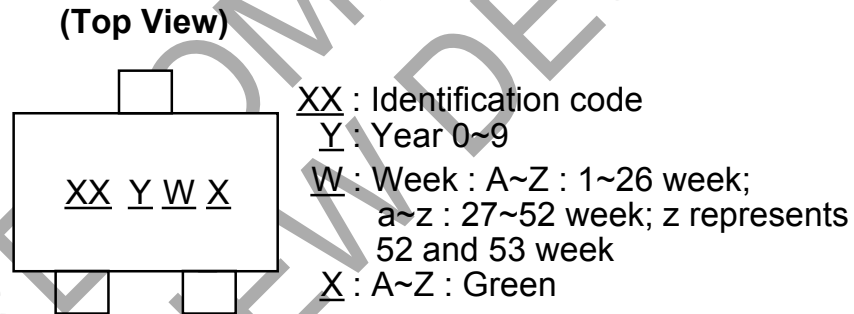 (Top View)
XX : Identification code
Y : Year 0~9
XX Y W X
W : Week : A~Z : 1~26 week;
a~z : 27~52 week; z represents
52 and 53 week
X : A~Z : Green